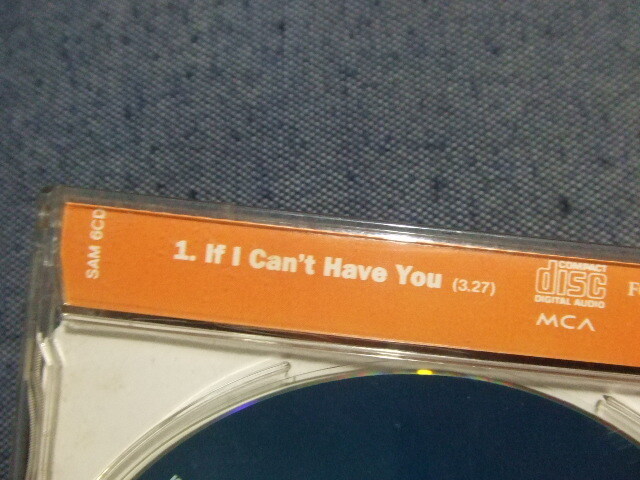 SAM 6CD
1. If I Can't Have You (3.27)
COMPACT
disc
DIGITAL AUDIO
MCA